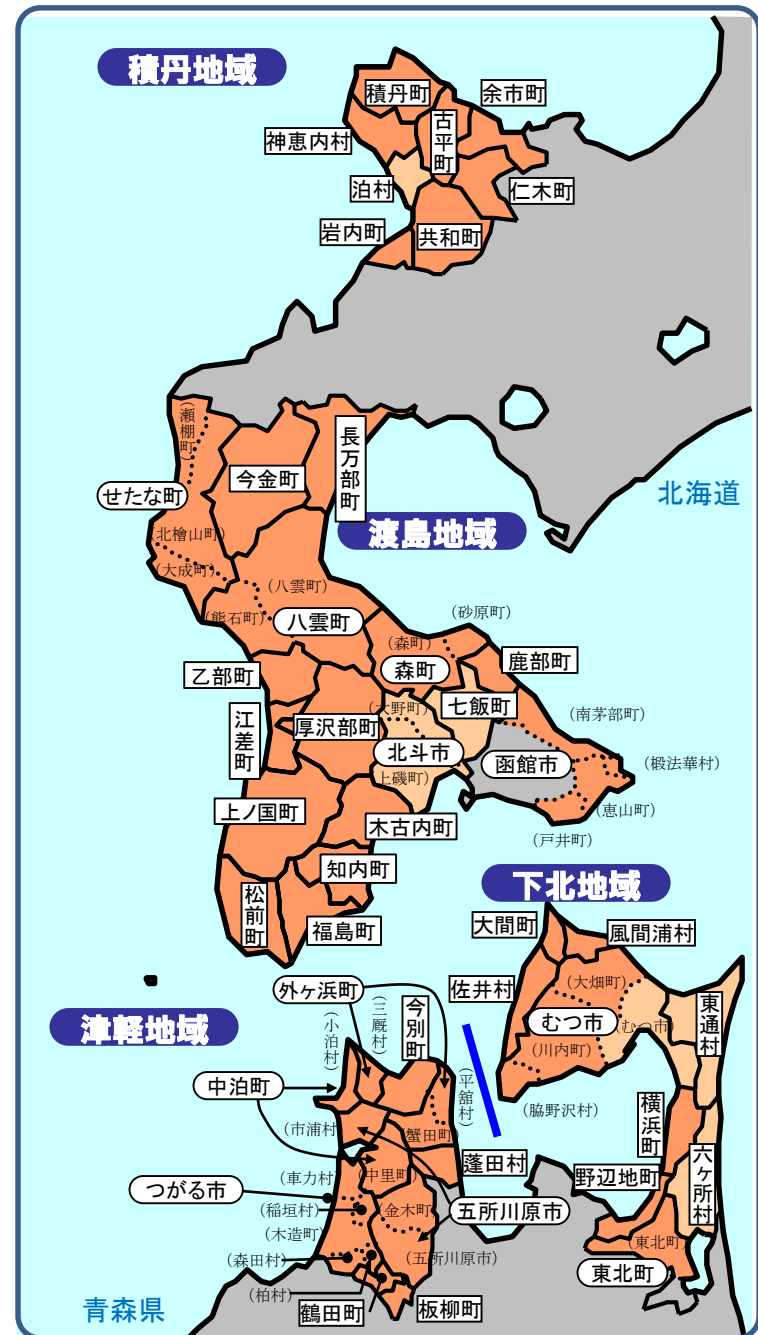 積丹地域
積丹町
余市町
古平町
神恵内村
泊村
仁木町
岩内町
共和町
北海道
(瀬棚町)
今金町
長万部町
せたな町
渡島地域
(北檜山町)
(大成町)
(八雲町)
(熊石町)
八雲町
(砂原町)
(森町)
森町
鹿部町
乙部町
七飯町
(大野町)
(南茅部町)
江差町
厚沢部町
北斗市
函館市
(椴法華村)
(上磯町)
(恵山町)
上ノ国町
木古内町
(戸井町)
知内町
松前町
福島町
下北地域
大間町
風間浦村
佐井村
(大畑町)
むつ市
(むつ市)
東通村
(川内町)
(脇野沢村)
横浜町
野辺地町
六ヶ所村
(東北町)
東北町
津軽地域
外ヶ浜町
(三厩村)
今別町
(小泊村)
中泊町
(平舘村)
(市浦村)
(蟹田町)
蓬田村
(中里町)
(車力村)
つがる市
(稲垣村)
(金木町)
五所川原市
(木造町)
(森田村)
(五所川原市)
(柏村)
鶴田町
板柳町
青森県